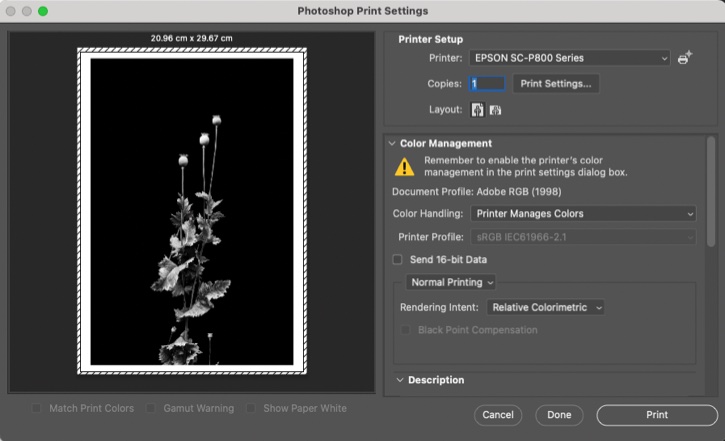 Photoshop Print Settings
20.96 cm x 29.67 cm
Printer Setup
Printer: EPSON SC-P800 Series
Copies: 1 Print Settings...
Layout:
Color Management
Remember to enable the printer's color
management in the print settings dialog box.
Document Profile: Adobe RGB (1998)
Color Handling: Printer Manages Colors
Printer Profile: sRGB IEC61966-2.1
Send 16-bit Data
Normal Printing
Rendering Intent: Relative Colorimetric
Black Point Compensation
Description
Match Print Colors Gamut Warning Show Paper White
Cancel Done Print